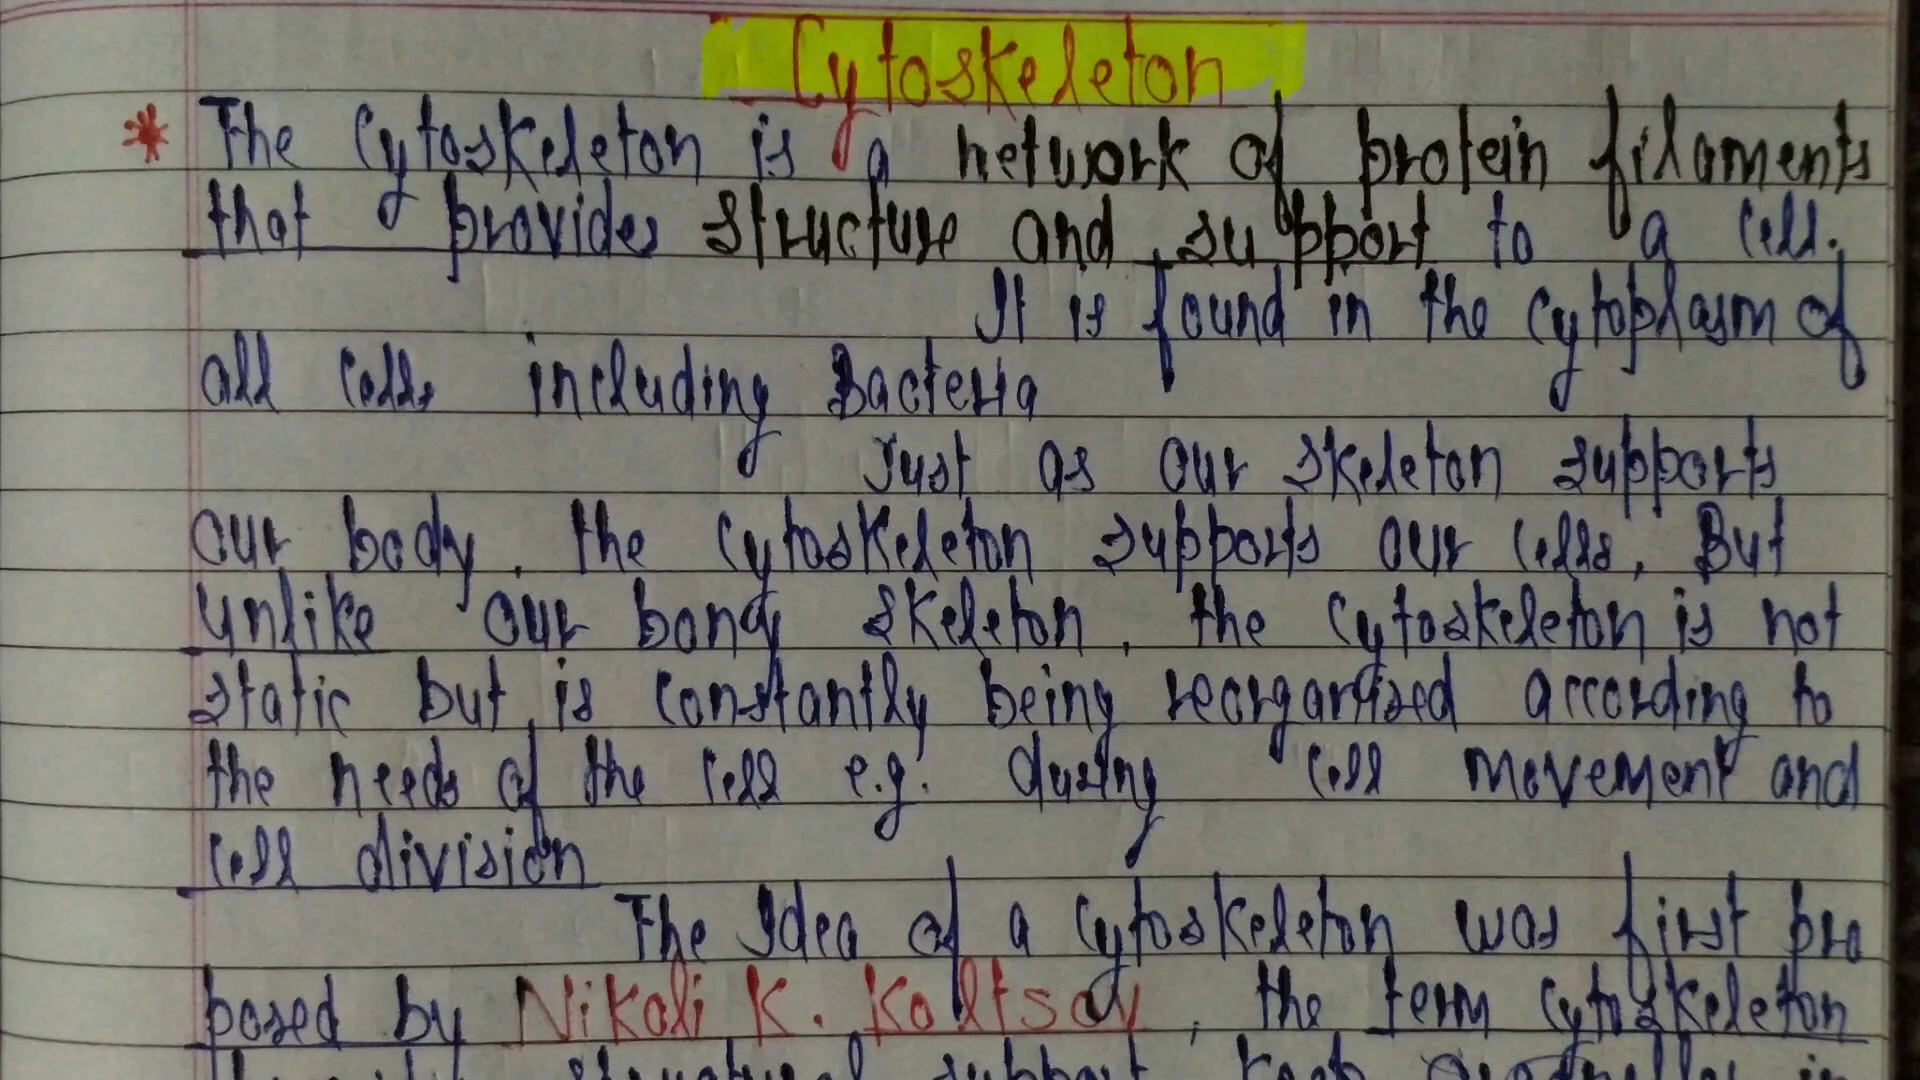 Cytoskeleton
* The Cytoskeleton is a network of protein filaments
that provides structure and support to a cell.
It is found in the cytoplasm of
all cells including Bacteria
Just as our skeleton supports
our body, the cytoskeleton supports our cells, But
unlike our bony skeleton, the cytoskeleton is not
static but is constantly being reorganised according to
the needs of the cell e.g. during cell movement and
cell division
The Idea of a cytoskeleton was first pro
posed by Nikoli K. Koltsov, the term cytoskeleton
structural support keep